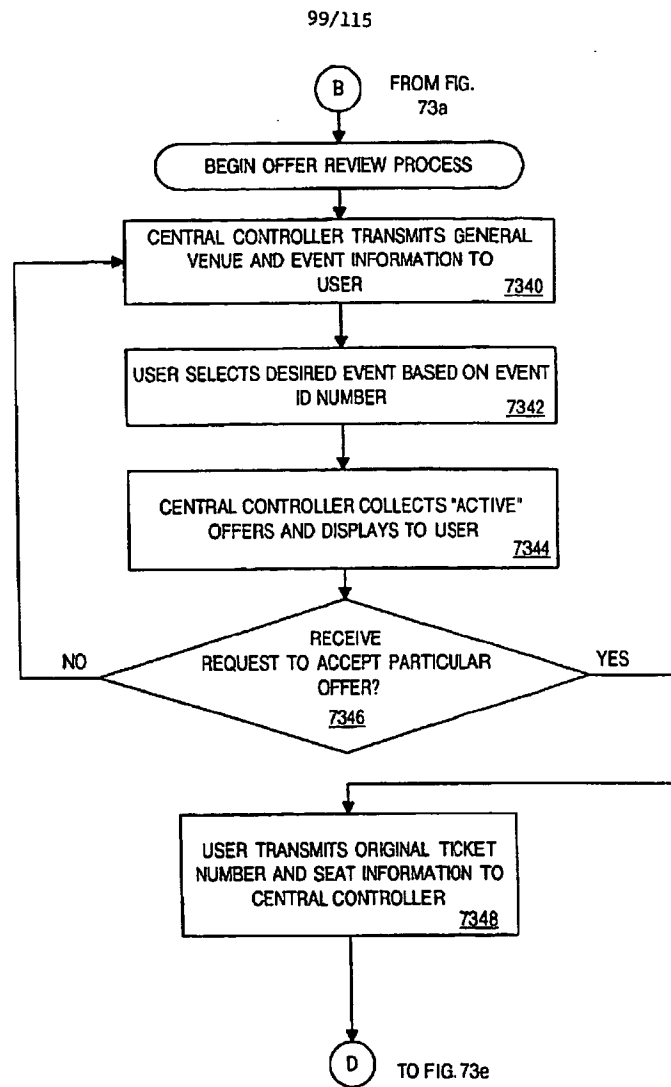 99/115
B
FROM FIG.
73a
BEGIN OFFER REVIEW PROCESS
CENTRAL CONTROLLER TRANSMITS GENERAL
VENUE AND EVENT INFORMATION TO
USER
7340
USER SELECTS DESIRED EVENT BASED ON EVENT
ID NUMBER
7342
CENTRAL CONTROLLER COLLECTS "ACTIVE"
OFFERS AND DISPLAYS TO USER
7344
RECEIVE
REQUEST TO ACCEPT PARTICULAR
OFFER?
7346
NO
YES
USER TRANSMITS ORIGINAL TICKET
NUMBER AND SEAT INFORMATION TO
CENTRAL CONTROLLER
7348
D
TO FIG. 73e